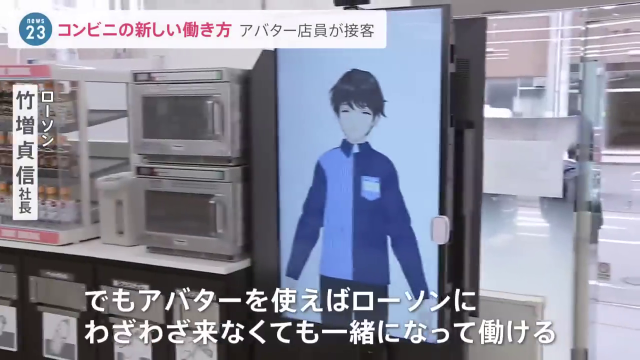 news
23
コンビニの新しい働き方 アバター店員が接客
ローソン
竹増貞信社長
でもアバターを使えばローソンに
わざわざ来なくても一緒になって働ける